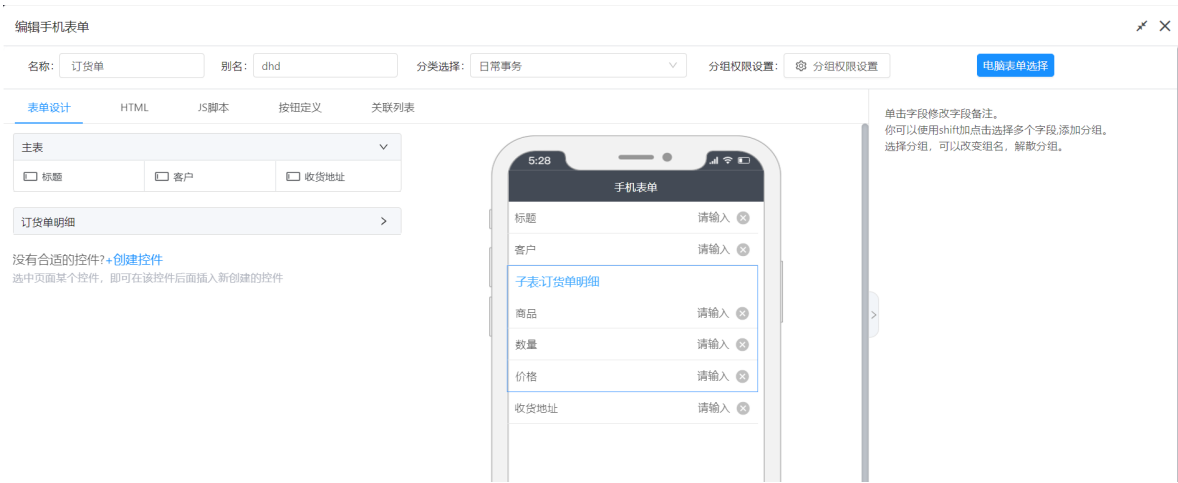 编辑手机表单
名称: 订货单 别名: dhd 分类选择: 日常事务 分组权限设置: 分组权限设置 电脑表单选择
表单设计 HTML JS脚本 按钮定义 关联列表
主表
标题 客户 收货地址
订货单明细
没有合适的控件?+创建控件
选中页面某个控件，即可在该控件后面插入新创建的控件
5:28
手机表单
标题 请输入
客户 请输入
子表:订货单明细
商品 请输入
数量 请输入
价格 请输入
收货地址 请输入
单击字段修改字段备注。
你可以使用shift加点击选择多个字段,添加分组。
选择分组，可以改变组名，解散分组。